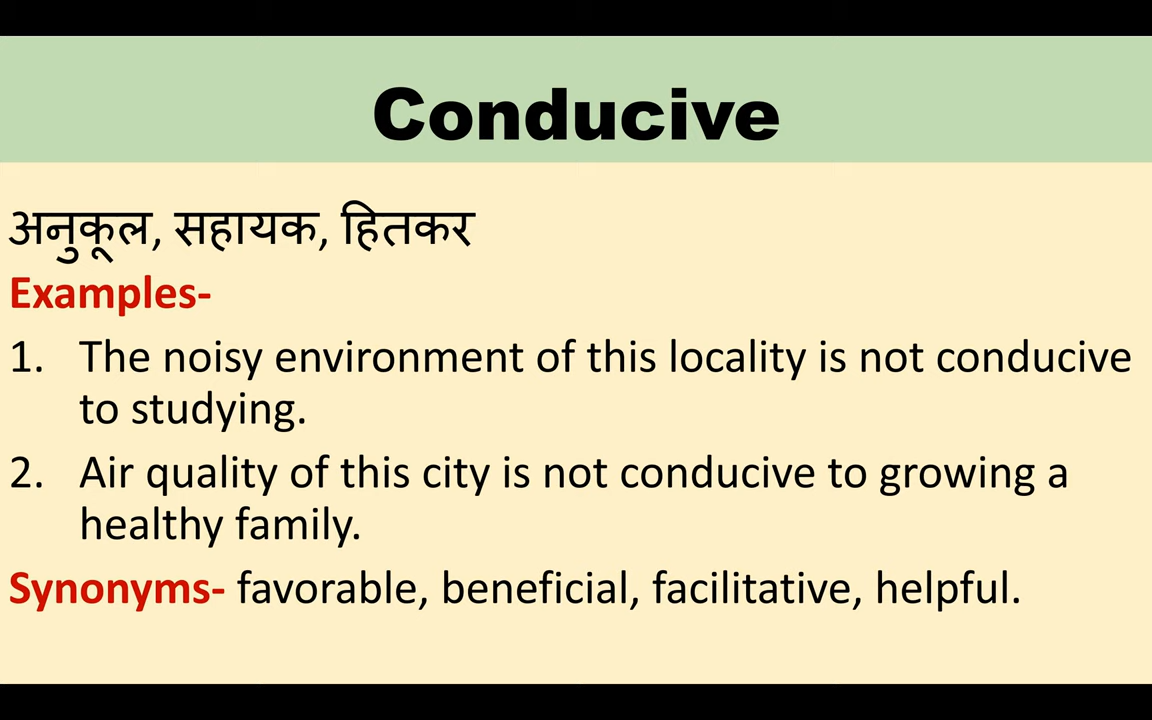 Conducive
अनुकूल, सहायक, हितकर
Examples-
1. The noisy environment of this locality is not conducive
to studying.
2. Air quality of this city is not conducive to growing a
healthy family.
Synonyms- favorable, beneficial, facilitative, helpful.